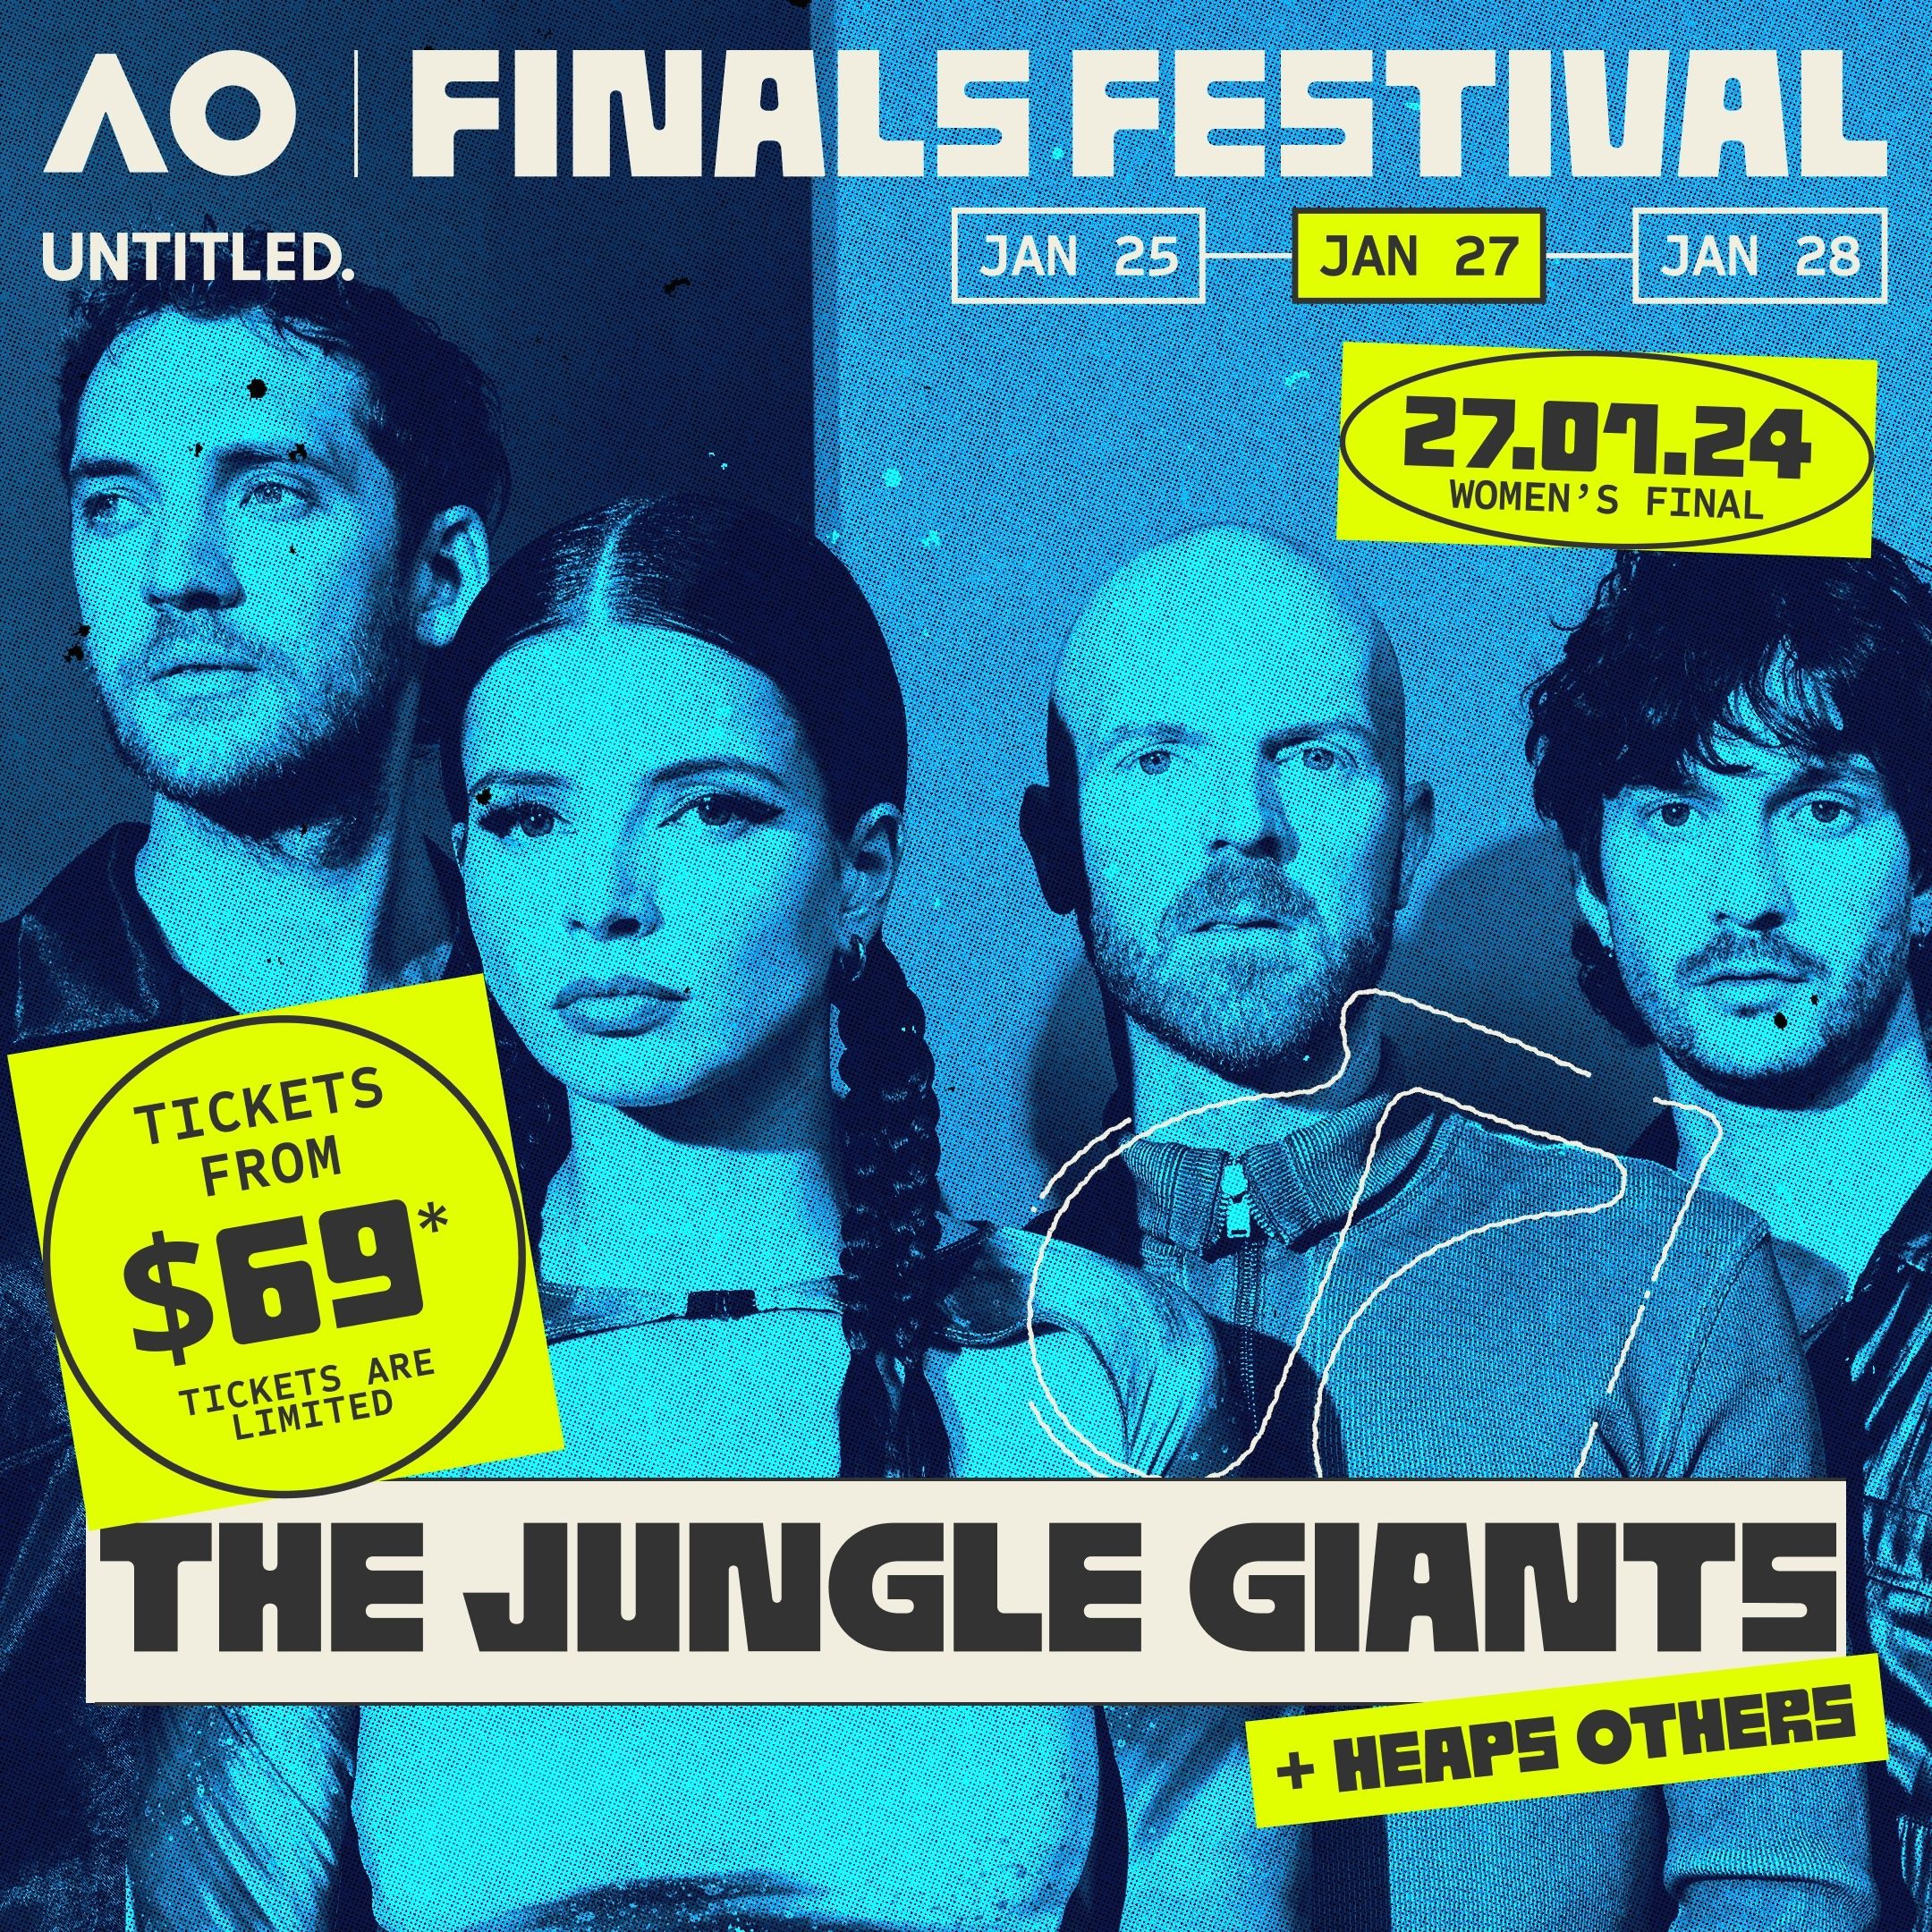 AO | FINALS FESTIVAL
UNTITLED.
JAN 25
JAN 27
JAN 28
27.01.24
WOMEN'S FINAL
TICKETS
FROM
$69*
TICKETS ARE
LIMITED
THE JUNGLE GIANTS
+ HEAPS OTHERS